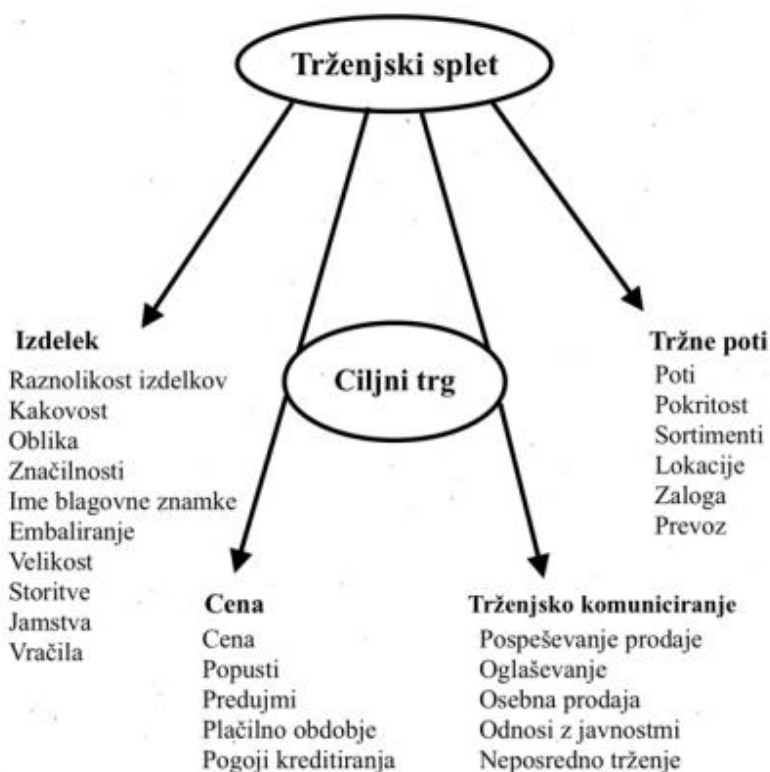 Trženjski splet
Izdelek
Raznolikost izdelkov
Kakovost
Oblika
Značilnosti
Ime blagovne znamke
Embaliranje
Velikost
Storitve
Jamstva
Vračila
Ciljni trg
Tržne poti
Poti
Pokritost
Sortimenti
Lokacije
Zaloga
Prevoz
Cena
Cena
Popusti
Predujmi
Plačilno obdobje
Pogoji kreditiranja
Trženjsko komuniciranje
Pospeševanje prodaje
Oglaševanje
Osebna prodaja
Odnosi z javnostmi
Neposredno trženje